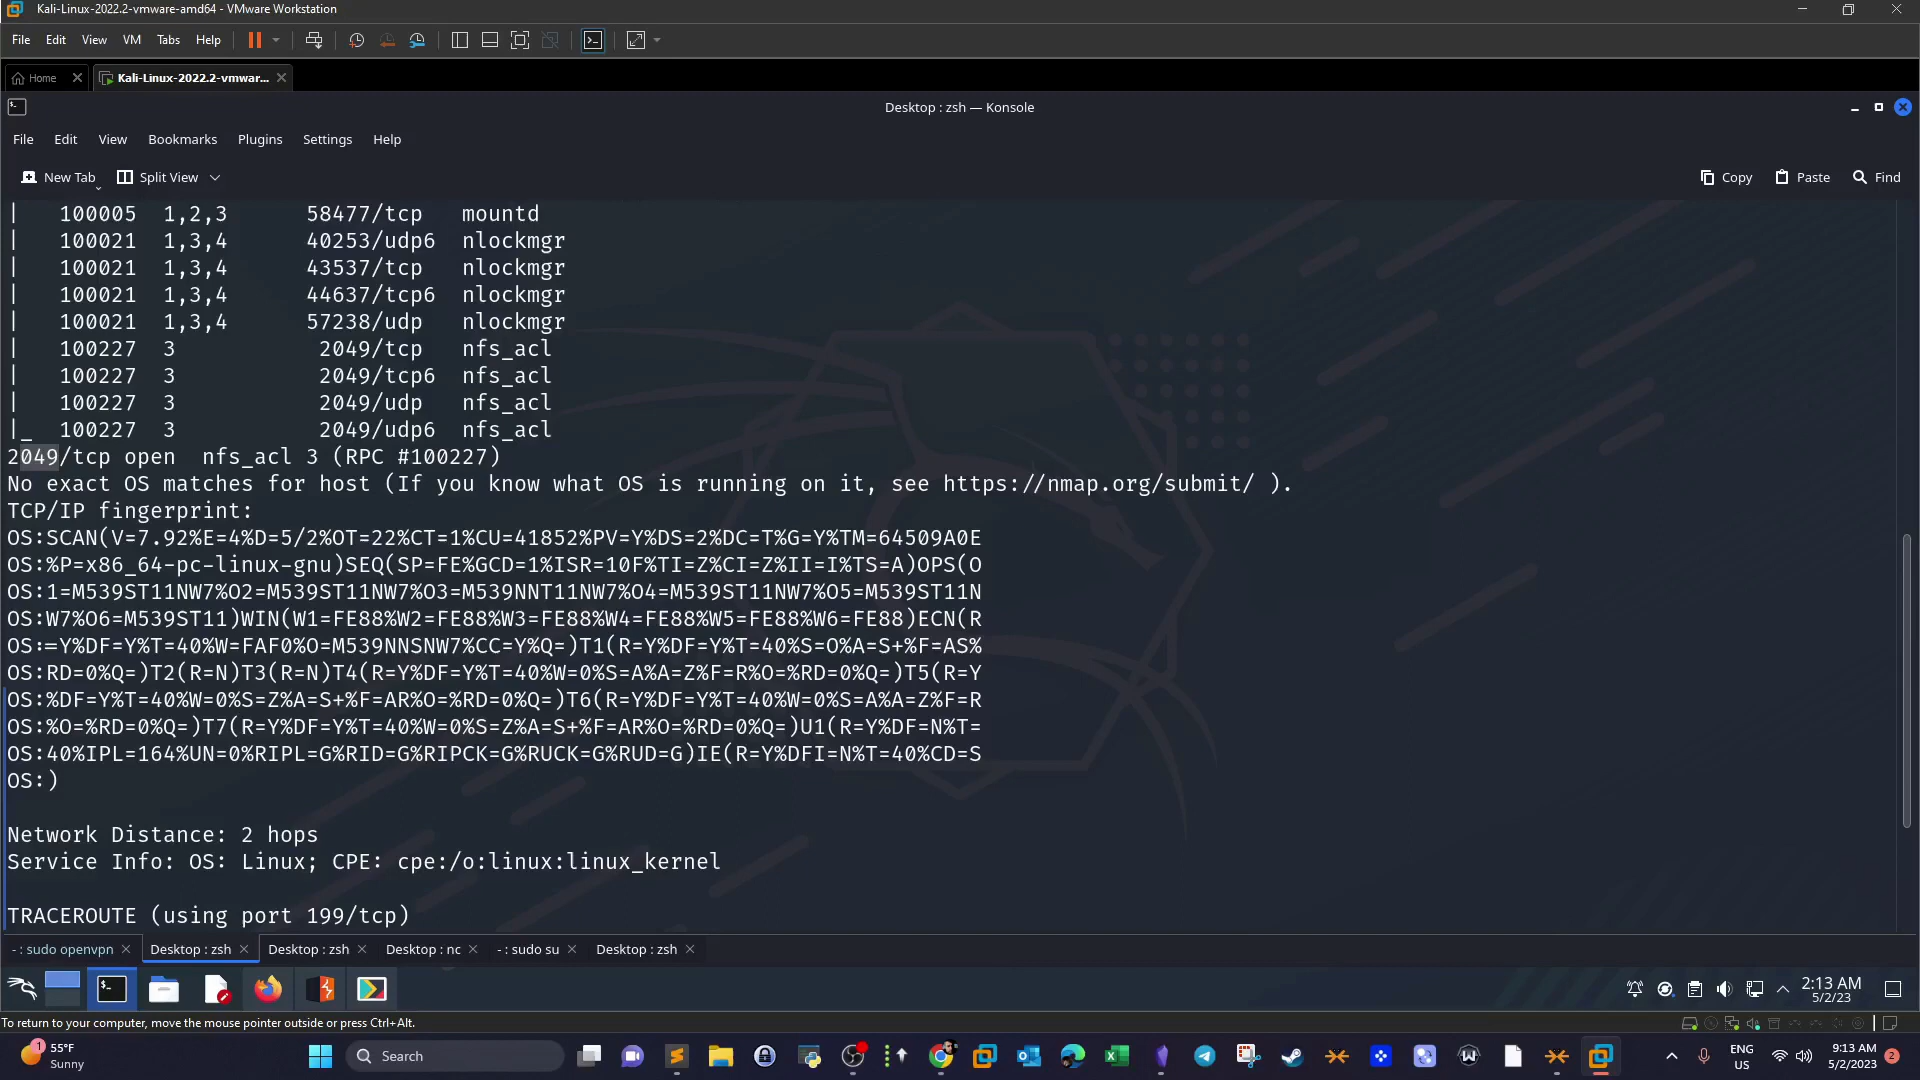 Kali-Linux-2022.2-vmware-amd64 - VMware Workstation
File Edit View VM Tabs Help
Home Kali-Linux-2022.2-vmwar...
Desktop : zsh — Konsole
File Edit View Bookmarks Plugins Settings Help
New Tab Split View Copy Paste Find
|   100005  1,2,3      58477/tcp   mountd
|   100021  1,3,4      40253/udp6  nlockmgr
|   100021  1,3,4      43537/tcp   nlockmgr
|   100021  1,3,4      44637/tcp6  nlockmgr
|   100021  1,3,4      57238/udp   nlockmgr
|   100227  3           2049/tcp   nfs_acl
|   100227  3           2049/tcp6  nfs_acl
|   100227  3           2049/udp   nfs_acl
|_  100227  3           2049/udp6  nfs_acl
2049/tcp open  nfs_acl 3 (RPC #100227)
No exact OS matches for host (If you know what OS is running on it, see https://nmap.org/submit/ ).
TCP/IP fingerprint:
OS:SCAN(V=7.92%E=4%D=5/2%OT=22%CT=1%CU=41852%PV=Y%DS=2%DC=T%G=Y%TM=64509A0E
OS:%P=x86_64-pc-linux-gnu)SEQ(SP=FE%GCD=1%ISR=10F%TI=Z%CI=Z%II=I%TS=A)OPS(O
OS:1=M539ST11NW7%O2=M539ST11NW7%O3=M539NNT11NW7%O4=M539ST11NW7%O5=M539ST11N
OS:W7%O6=M539ST11)WIN(W1=FE88%W2=FE88%W3=FE88%W4=FE88%W5=FE88%W6=FE88)ECN(R
OS:=Y%DF=Y%T=40%W=FAF0%O=M539NNSNW7%CC=Y%Q=)T1(R=Y%DF=Y%T=40%S=O%A=S+%F=AS%
OS:RD=0%Q=)T2(R=N)T3(R=N)T4(R=Y%DF=Y%T=40%W=0%S=A%A=Z%F=R%O=%RD=0%Q=)T5(R=Y
OS:%DF=Y%T=40%W=0%S=Z%A=S+%F=AR%O=%RD=0%Q=)T6(R=Y%DF=Y%T=40%W=0%S=A%A=Z%F=R
OS:%O=%RD=0%Q=)T7(R=Y%DF=Y%T=40%W=0%S=Z%A=S+%F=AR%O=%RD=0%Q=)U1(R=Y%DF=N%T=
OS:40%IPL=164%UN=0%RIPL=G%RID=G%RIPCK=G%RUCK=G%RUD=G)IE(R=Y%DFI=N%T=40%CD=S
OS:)
Network Distance: 2 hops
Service Info: OS: Linux; CPE: cpe:/o:linux:linux_kernel
TRACEROUTE (using port 199/tcp)
~ : sudo openvpn Desktop : zsh Desktop : zsh Desktop : nc ~ : sudo su Desktop : zsh
2:13 AM
5/2/23
To return to your computer, move the mouse pointer outside or press Ctrl+Alt.
1
55°F
Sunny
Search
ENG
US
9:13 AM
5/2/2023
2